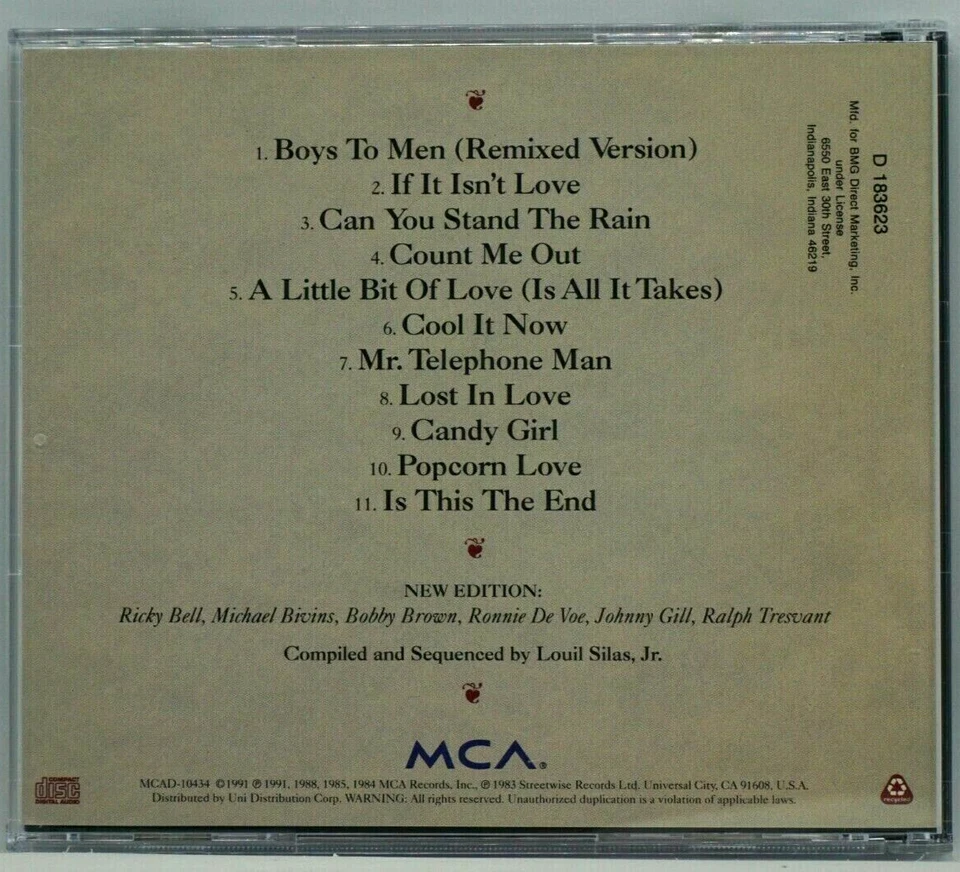 1. Boys To Men (Remixed Version)
2. If It Isn't Love
3. Can You Stand The Rain
4. Count Me Out
5. A Little Bit Of Love (Is All It Takes)
6. Cool It Now
7. Mr. Telephone Man
8. Lost In Love
9. Candy Girl
10. Popcorn Love
11. Is This The End
NEW EDITION:
Ricky Bell, Michael Bivins, Bobby Brown, Ronnie De Voe, Johnny Gill, Ralph Tresvant
Compiled and Sequenced by Louil Silas, Jr.
MCA®
MCAD-10434 ©1991 ℗1991, 1988, 1985, 1984 MCA Records, Inc., ℗1983 Streetwise Records Ltd. Universal City, CA 91608, U.S.A.
Distributed by Uni Distribution Corp. WARNING: All rights reserved. Unauthorized duplication is a violation of applicable laws.
COMPACT
disc
DIGITAL AUDIO
recycled
D 183623
Mfd. for BMG Direct Marketing, Inc.
under License
6550 East 30th Street,
Indianapolis, Indiana 46219